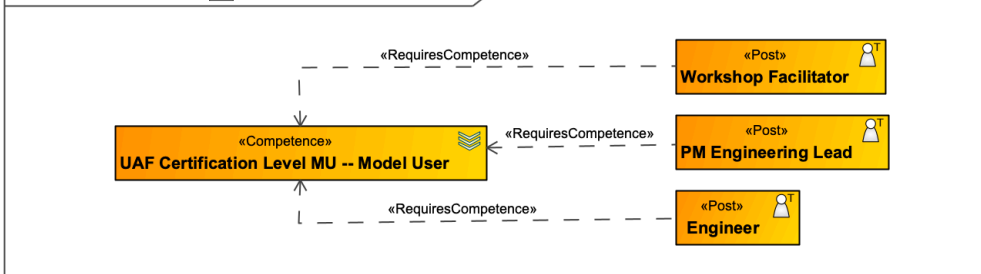 «RequiresCompetence»
«Post»
T
Workshop Facilitator
«Competence»
UAF Certification Level MU -- Model User
«RequiresCompetence»
«Post»
T
PM Engineering Lead
«RequiresCompetence»
«Post»
T
Engineer